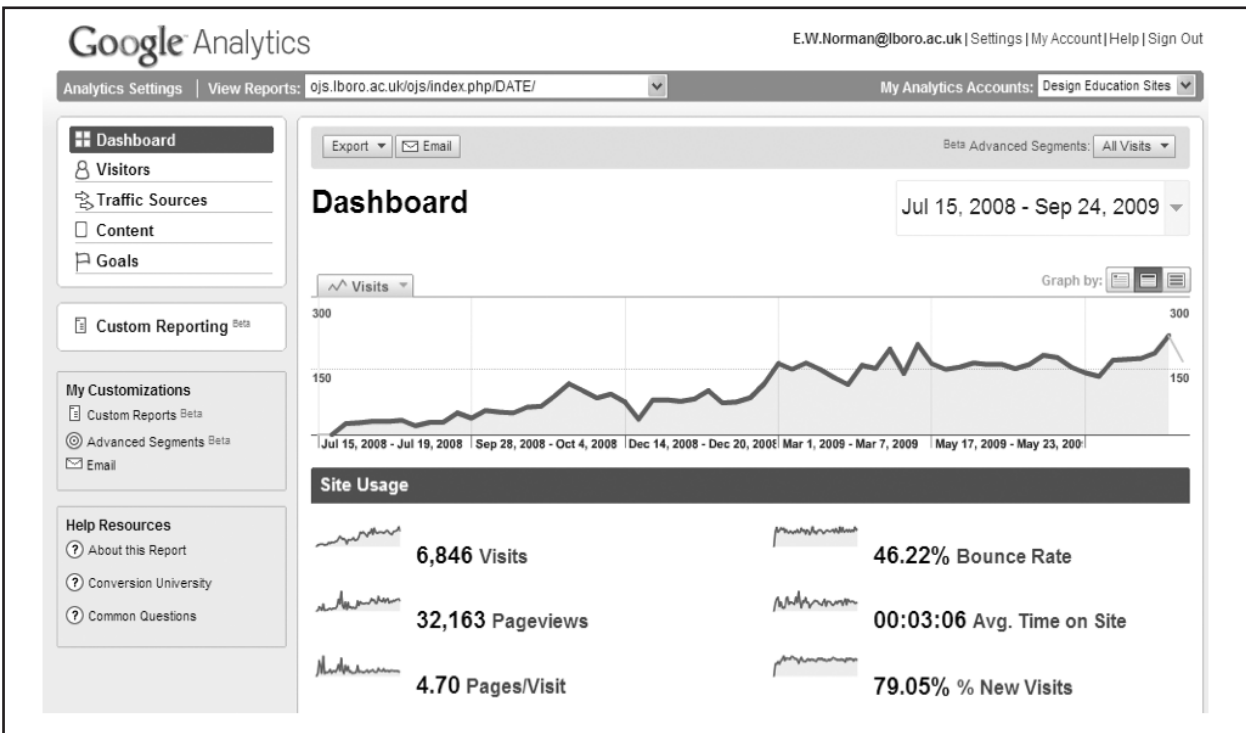 Google Analytics
E.W.Norman@lboro.ac.uk | Settings | My Account | Help | Sign Out
Analytics Settings | View Reports: ojs.lboro.ac.uk/ojs/index.php/DATE/
My Analytics Accounts: Design Education Sites
Dashboard
Visitors
Traffic Sources
Content
Goals
Custom Reporting Beta
My Customizations
Custom Reports Beta
Advanced Segments Beta
Email
Help Resources
? About this Report
? Conversion University
? Common Questions
Export Email
Beta Advanced Segments: All Visits
Dashboard
Jul 15, 2008 - Sep 24, 2009
Visits
Graph by:
300 300
150 150
Jul 15, 2008 - Jul 19, 2008 Sep 28, 2008 - Oct 4, 2008 Dec 14, 2008 - Dec 20, 2008 Mar 1, 2009 - Mar 7, 2009 May 17, 2009 - May 23, 200
Site Usage
6,846 Visits
46.22% Bounce Rate
32,163 Pageviews
00:03:06 Avg. Time on Site
4.70 Pages/Visit
79.05% % New Visits